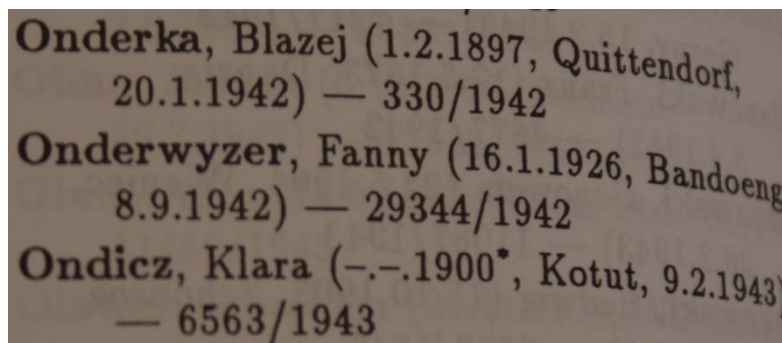 Onderka, Blazej (1.2.1897, Quittendorf,
20.1.1942) — 330/1942
Onderwyzer, Fanny (16.1.1926, Bandoeng
8.9.1942) — 29344/1942
Ondicz, Klara (–.–.1900*, Kotut, 9.2.1943)
— 6563/1943